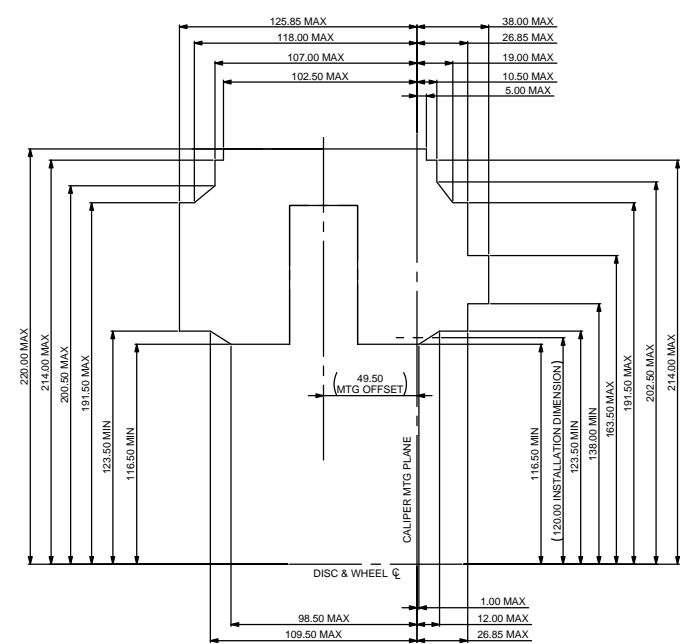 125.85 MAX
38.00 MAX
118.00 MAX
26.85 MAX
107.00 MAX
19.00 MAX
102.50 MAX
10.50 MAX
5.00 MAX
220.00 MAX
214.00 MAX
200.50 MAX
191.50 MAX
123.50 MIN
116.50 MIN
(49.50
MTG OFFSET)
CALIPER MTG PLANE
116.50 MIN
(120.00 INSTALLATION DIMENSION)
123.50 MIN
138.00 MIN
163.50 MAX
191.50 MAX
202.50 MAX
214.00 MAX
DISC & WHEEL ℄
1.00 MAX
98.50 MAX
12.00 MAX
109.50 MAX
26.85 MAX